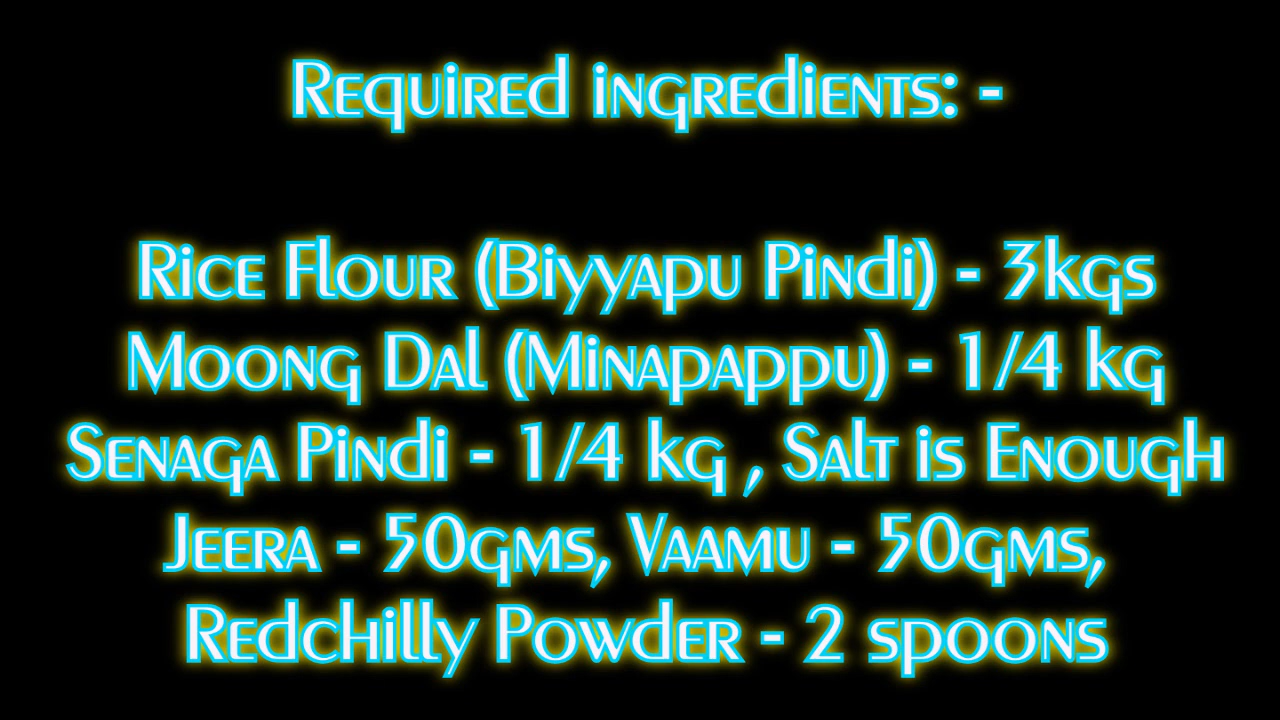 Required ingredients: -
Rice Flour (Biyyapu Pindi) - 3kgs
Moong Dal (Minapappu) - 1/4 kg
Senaga Pindi - 1/4 kg , Salt is Enough
Jeera - 50gms, Vaamu - 50gms,
Redchilly Powder - 2 spoons